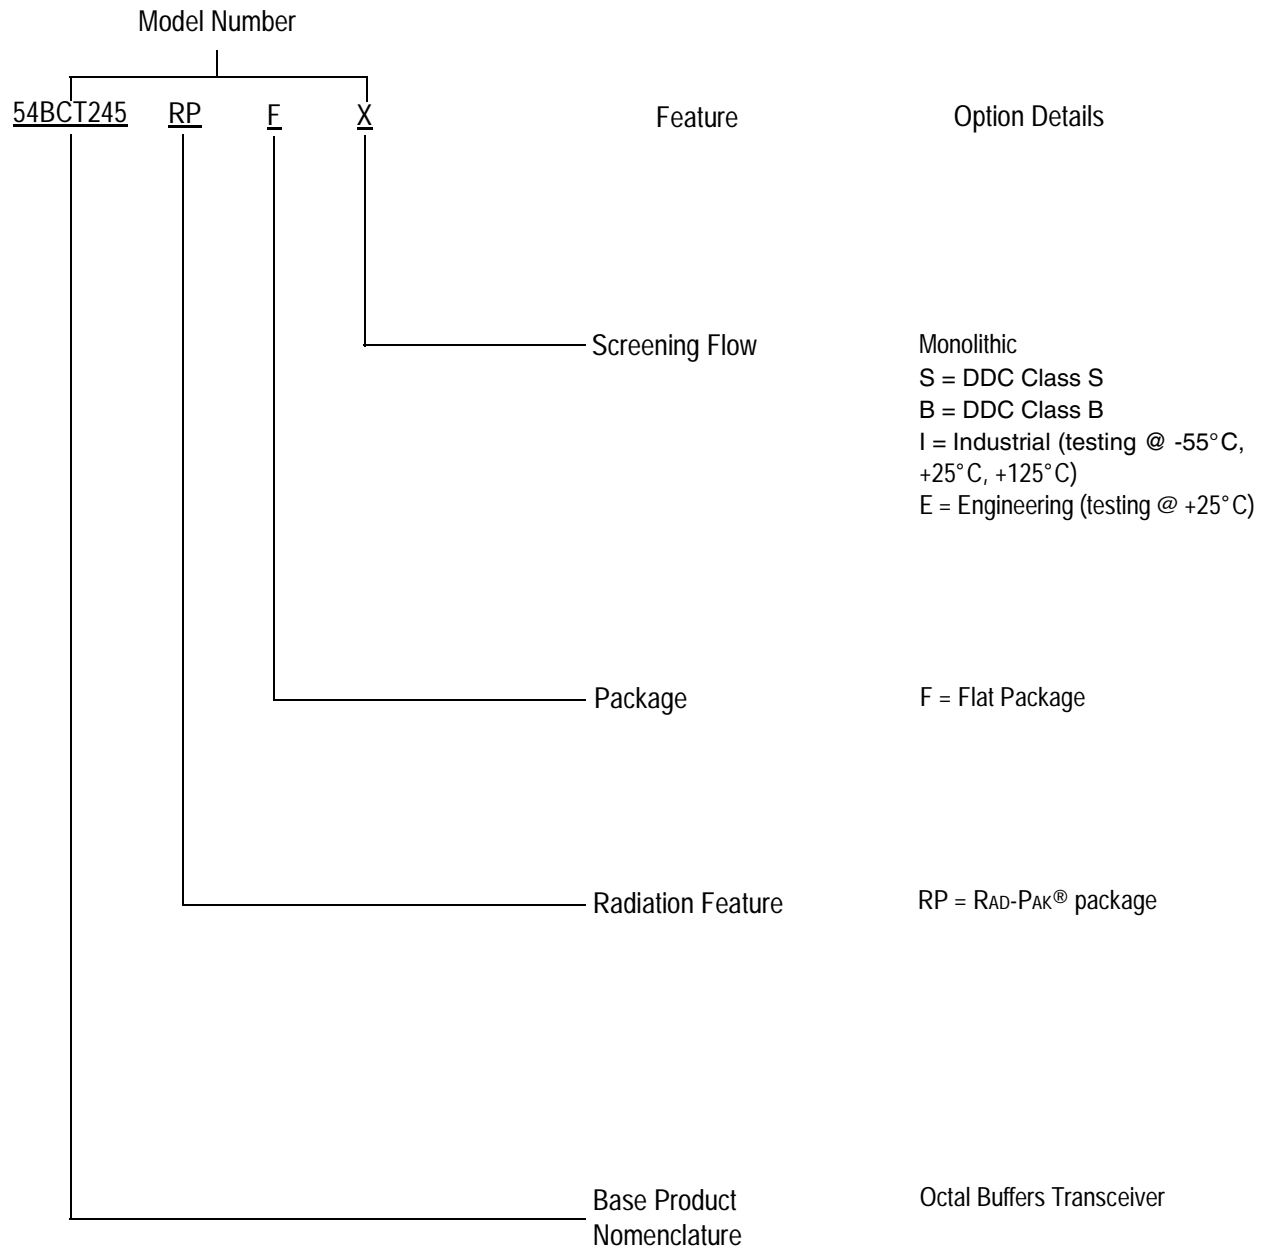 Model Number
54BCT245 RP F X
Feature
Option Details
Screening Flow
Monolithic
S = DDC Class S
B = DDC Class B
I = Industrial (testing @ -55°C,
+25°C, +125°C)
E = Engineering (testing @ +25°C)
Package
F = Flat Package
Radiation Feature
RP = RAD-PAK® package
Base Product
Nomenclature
Octal Buffers Transceiver